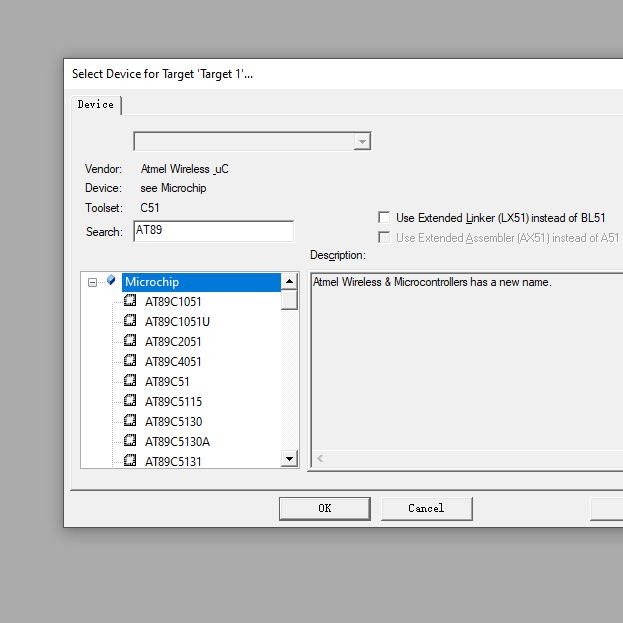 Select Device for Target 'Target 1'...
Device
Vendor: Atmel Wireless _uC
Device: see Microchip
Toolset: C51
Search: AT89
Use Extended Linker (LX51) instead of BL51
Use Extended Assembler (AX51) instead of A51
Description:
Microchip
AT89C1051
AT89C1051U
AT89C2051
AT89C4051
AT89C51
AT89C5115
AT89C5130
AT89C5130A
AT89C5131
Atmel Wireless & Microcontrollers has a new name.
OK
Cancel